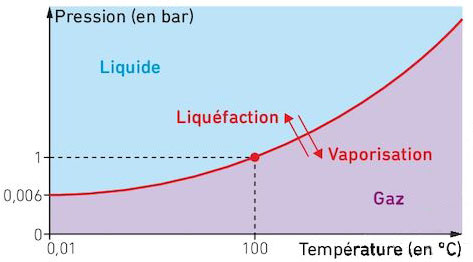 Pression (en bar)
Liquide
Liquéfaction
Vaporisation
1
0,006
Gaz
0
0,01
100
Température (en °C)